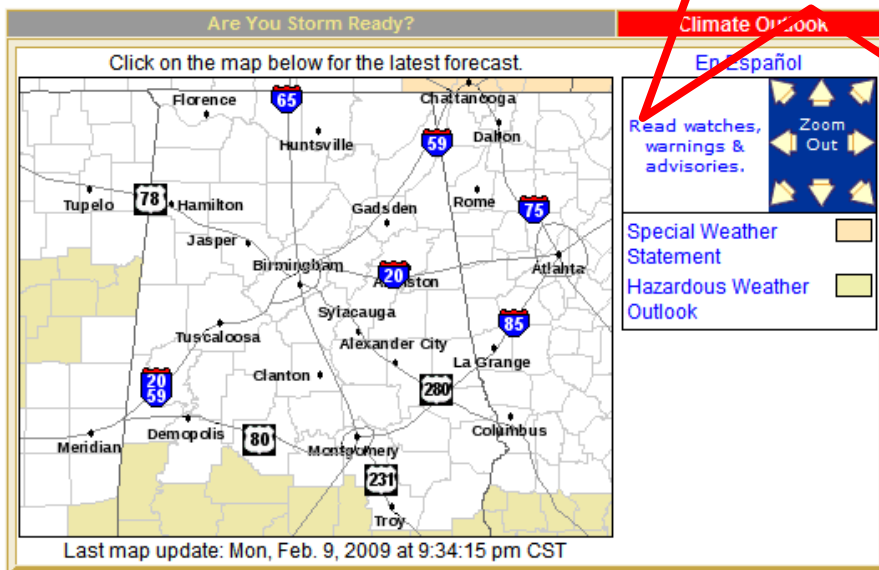 Are You Storm Ready?
Climate Outlook
Click on the map below for the latest forecast.
En Español
Florence
65
Chattanooga
Huntsville
59
Dalton
Read watches,
warnings &
advisories.
Zoom
Out
Tupelo
78
Hamilton
Gadsden
Rome
75
Jasper
Birmingham
20
Anniston
Atlanta
Special Weather
Statement
Hazardous Weather
Outlook
Sylacauga
Tuscaloosa
85
Alexander City
La Grange
20
59
Clanton
280
Meridian
Demopolis
80
Montgomery
Columbus
231
Troy
Last map update: Mon, Feb. 9, 2009 at 9:34:15 pm CST